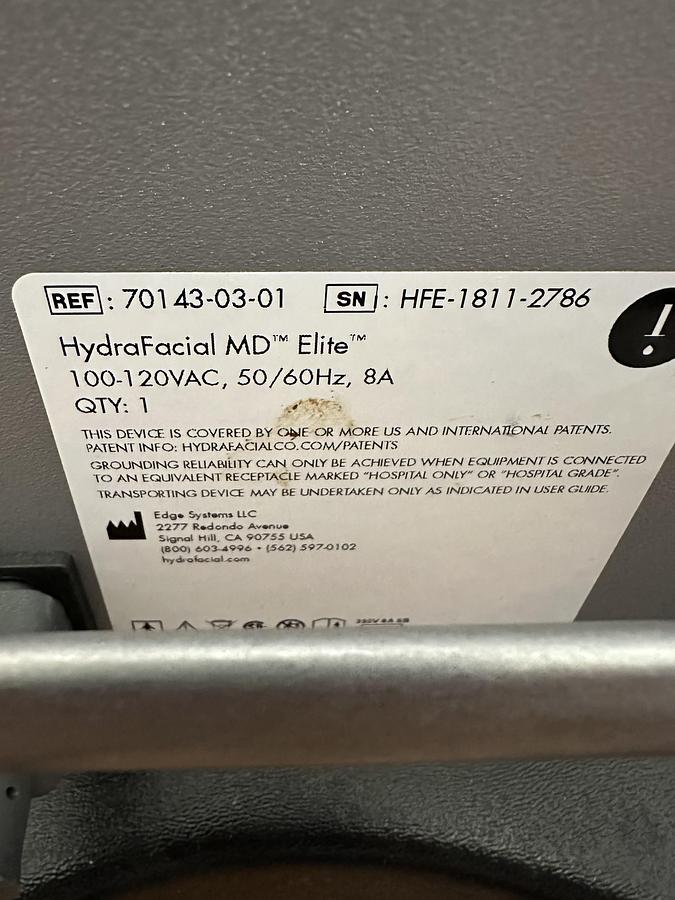 REF : 70143-03-01 SN : HFE-1811-2786
HydraFacial MD™ Elite™
100-120VAC, 50/60Hz, 8A
QTY: 1
THIS DEVICE IS COVERED BY ONE OR MORE US AND INTERNATIONAL PATENTS.
PATENT INFO: HYDRAFACIALCO.COM/PATENTS
GROUNDING RELIABILITY CAN ONLY BE ACHIEVED WHEN EQUIPMENT IS CONNECTED
TO AN EQUIVALENT RECEPTACLE MARKED “HOSPITAL ONLY” OR “HOSPITAL GRADE”.
TRANSPORTING DEVICE MAY BE UNDERTAKEN ONLY AS INDICATED IN USER GUIDE.
Edge Systems LLC
2277 Redondo Avenue
Signal Hill, CA 90755 USA
(800) 603-4996 • (562) 597-0102
hydrafacial.com